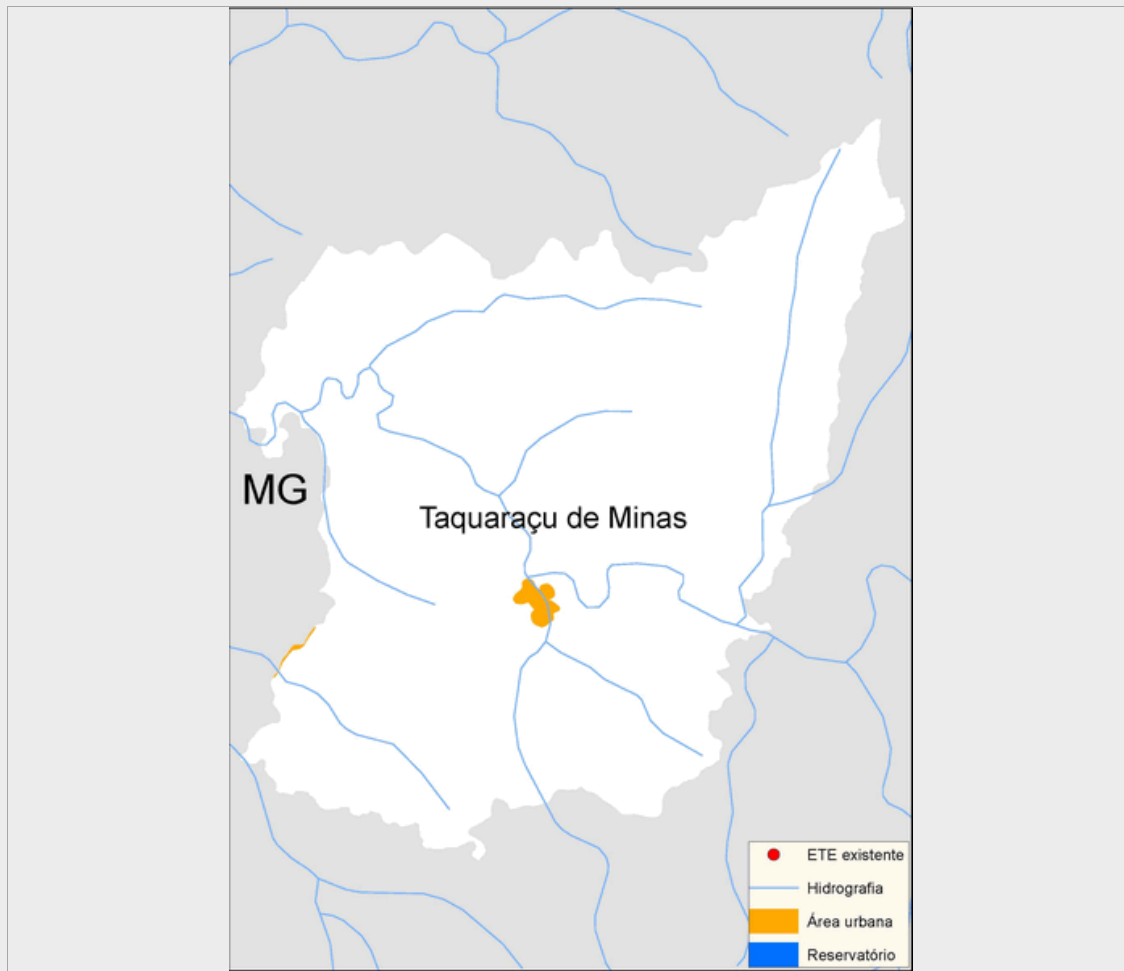 MG
Taquaraçu de Minas
ETE existente
Hidrografia
Área urbana
Reservatório